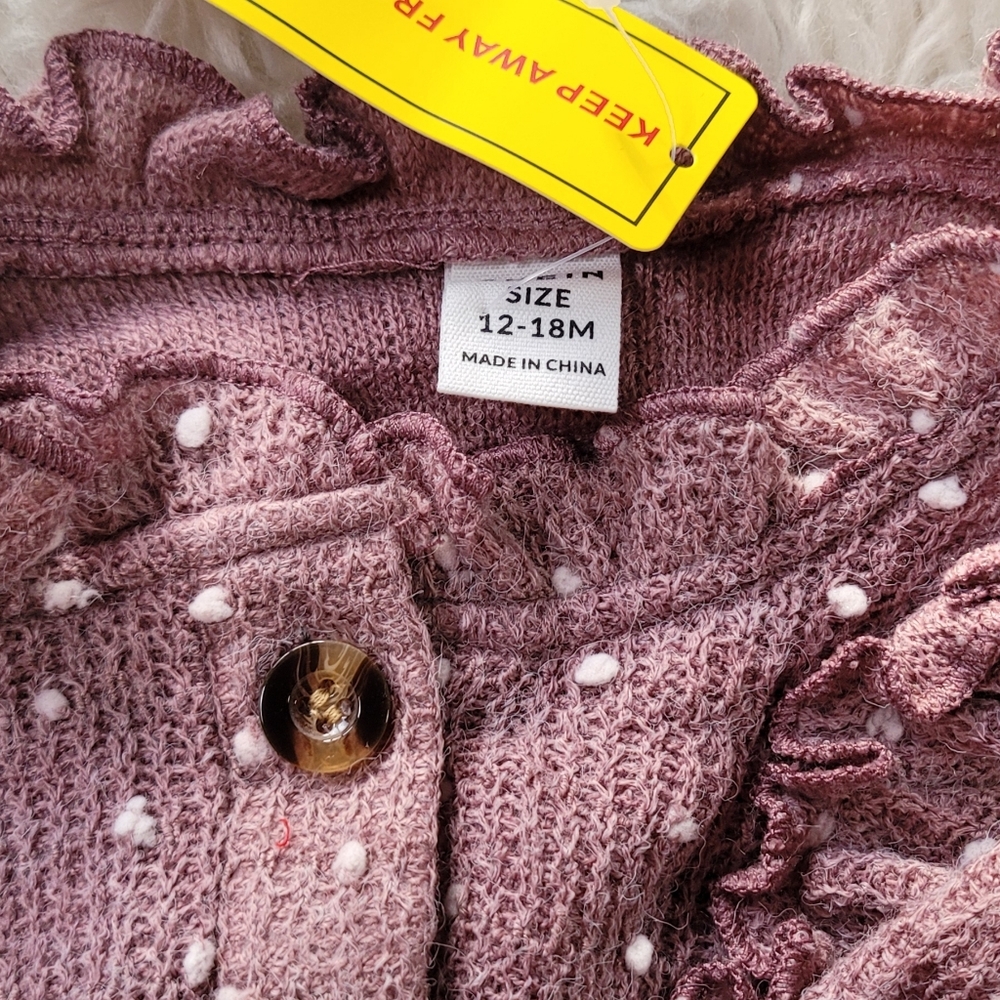 KEEP AWAY FR
SIZE
12-18M
MADE IN CHINA